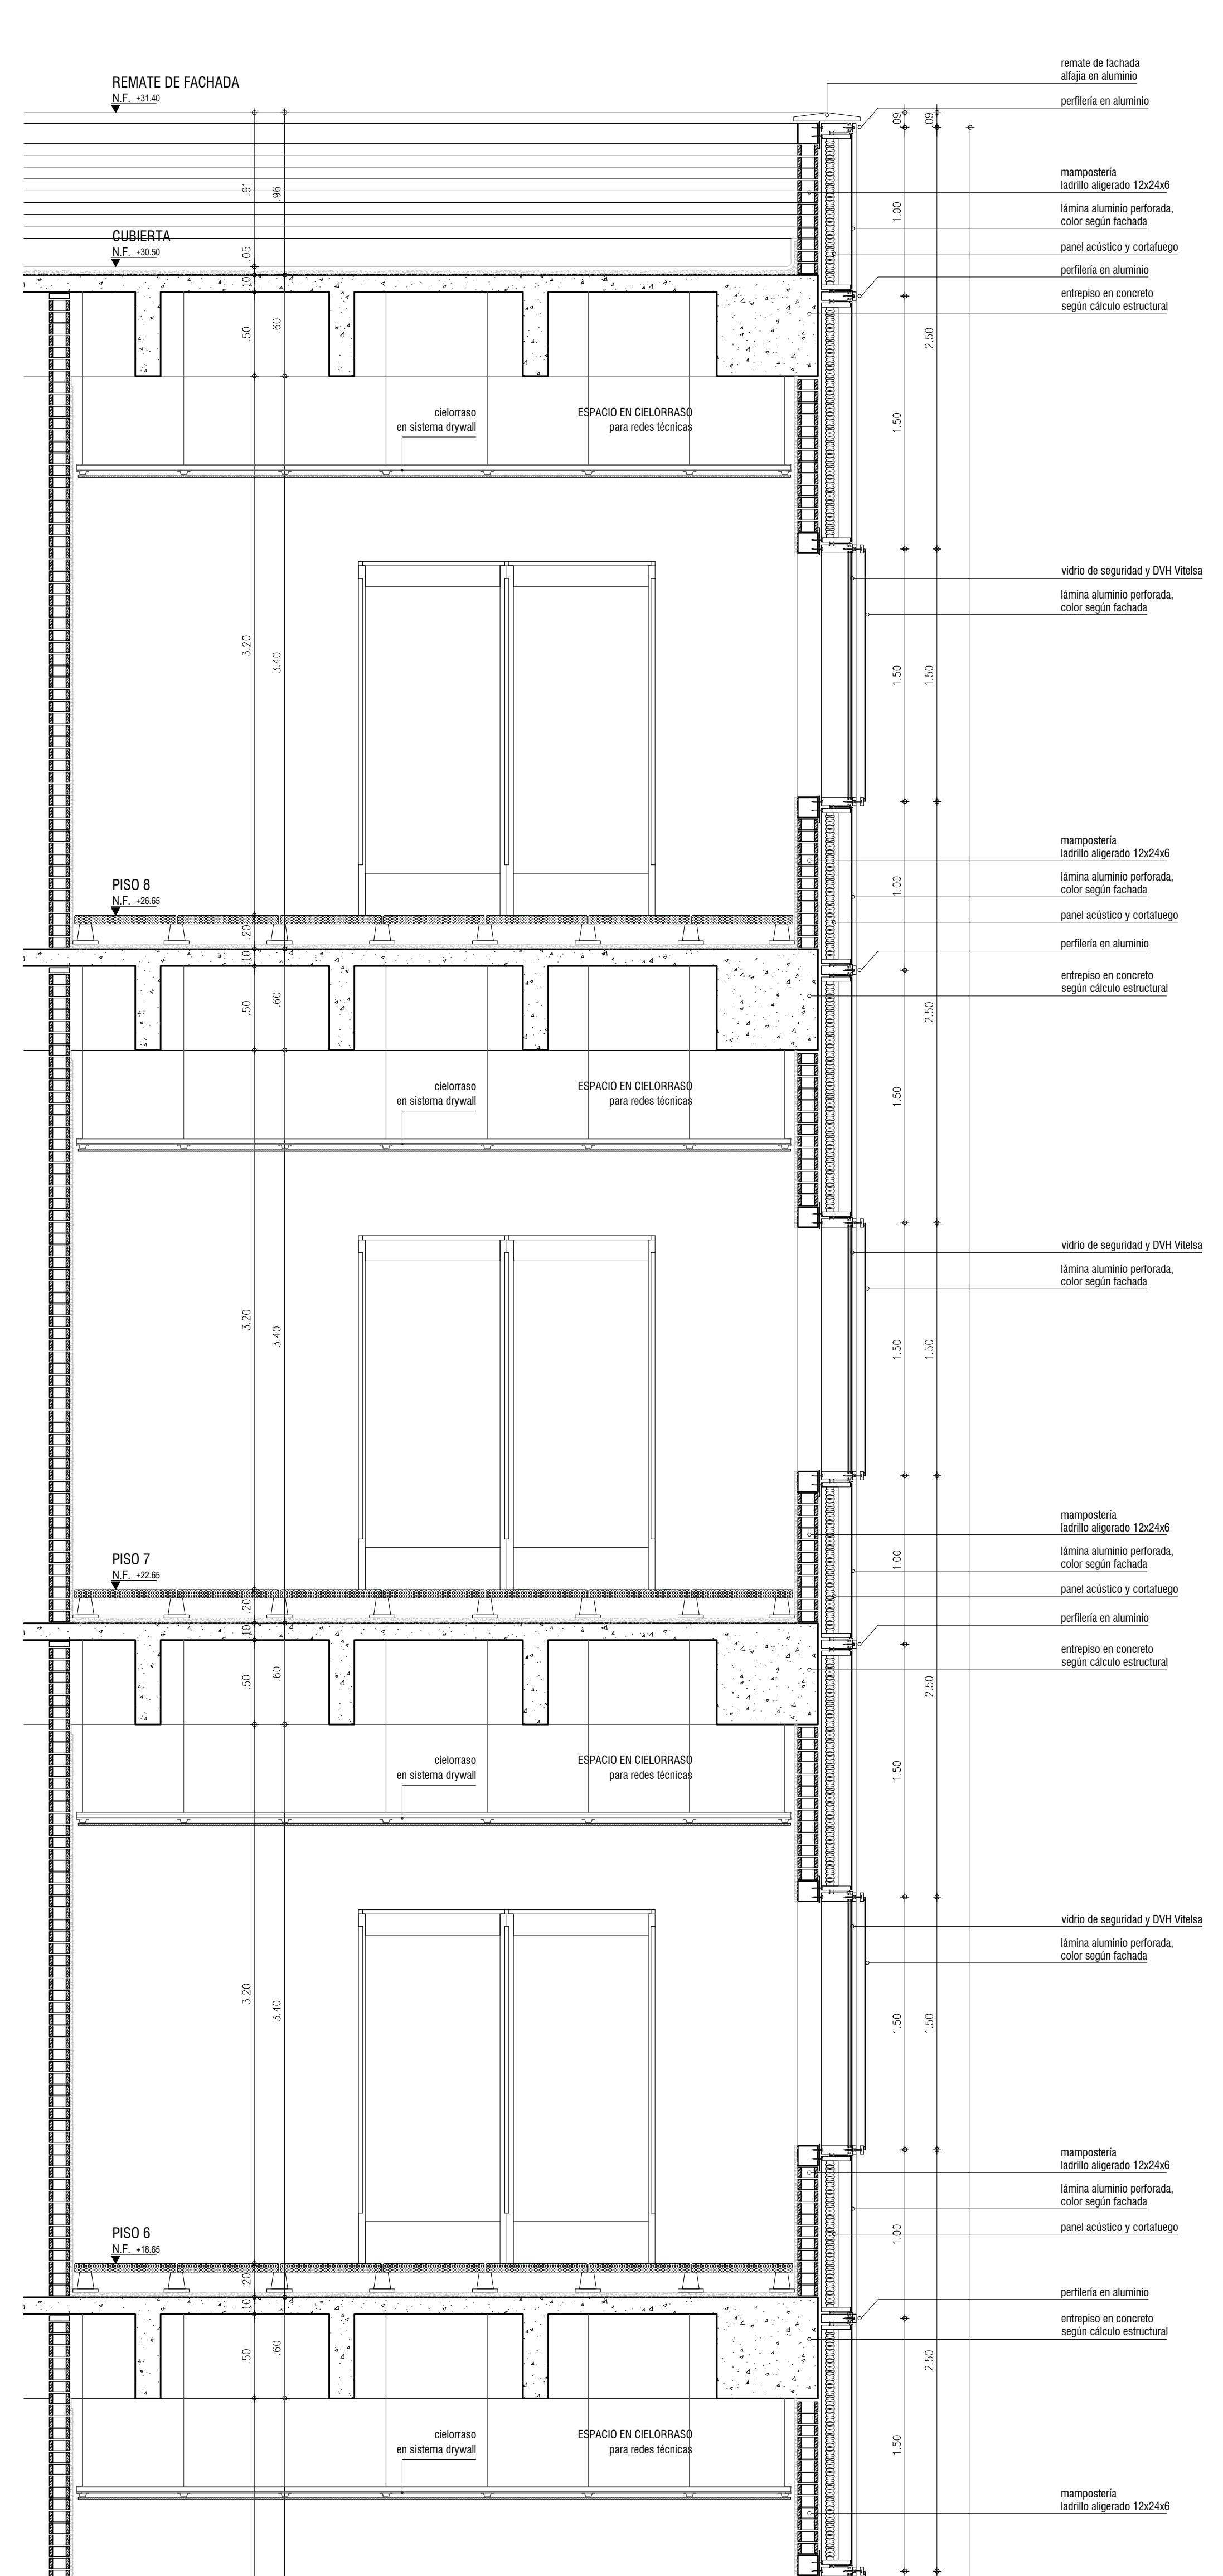 remate de fachada
alfajia en aluminio
REMATE DE FACHADA
N.F. +31.40
perfilería en aluminio
.09
.09
mampostería
ladrillo aligerado 12x24x6
.91
.96
lámina aluminio perforada,
color según fachada
1.00
CUBIERTA
N.F. +30.50
panel acústico y cortafuego
.05
perfilería en aluminio
.10
entrepiso en concreto
según cálculo estructural
.50
.60
2.50
cielorraso
en sistema drywall
ESPACIO EN CIELORRASO
para redes técnicas
1.50
vidrio de seguridad y DVH Vitelsa
lámina aluminio perforada,
color según fachada
3.20
3.40
1.50
1.50
mampostería
ladrillo aligerado 12x24x6
lámina aluminio perforada,
color según fachada
1.00
PISO 8
N.F. +26.65
panel acústico y cortafuego
.20
perfilería en aluminio
.10
entrepiso en concreto
según cálculo estructural
.50
.60
2.50
cielorraso
en sistema drywall
ESPACIO EN CIELORRASO
para redes técnicas
1.50
vidrio de seguridad y DVH Vitelsa
lámina aluminio perforada,
color según fachada
3.20
3.40
1.50
1.50
mampostería
ladrillo aligerado 12x24x6
lámina aluminio perforada,
color según fachada
1.00
PISO 7
N.F. +22.65
panel acústico y cortafuego
.20
perfilería en aluminio
.10
entrepiso en concreto
según cálculo estructural
.50
.60
2.50
cielorraso
en sistema drywall
ESPACIO EN CIELORRASO
para redes técnicas
1.50
vidrio de seguridad y DVH Vitelsa
lámina aluminio perforada,
color según fachada
3.20
3.40
1.50
1.50
mampostería
ladrillo aligerado 12x24x6
lámina aluminio perforada,
color según fachada
1.00
PISO 6
N.F. +18.65
panel acústico y cortafuego
.20
perfilería en aluminio
.10
entrepiso en concreto
según cálculo estructural
.50
.60
2.50
cielorraso
en sistema drywall
ESPACIO EN CIELORRASO
para redes técnicas
1.50
mampostería
ladrillo aligerado 12x24x6